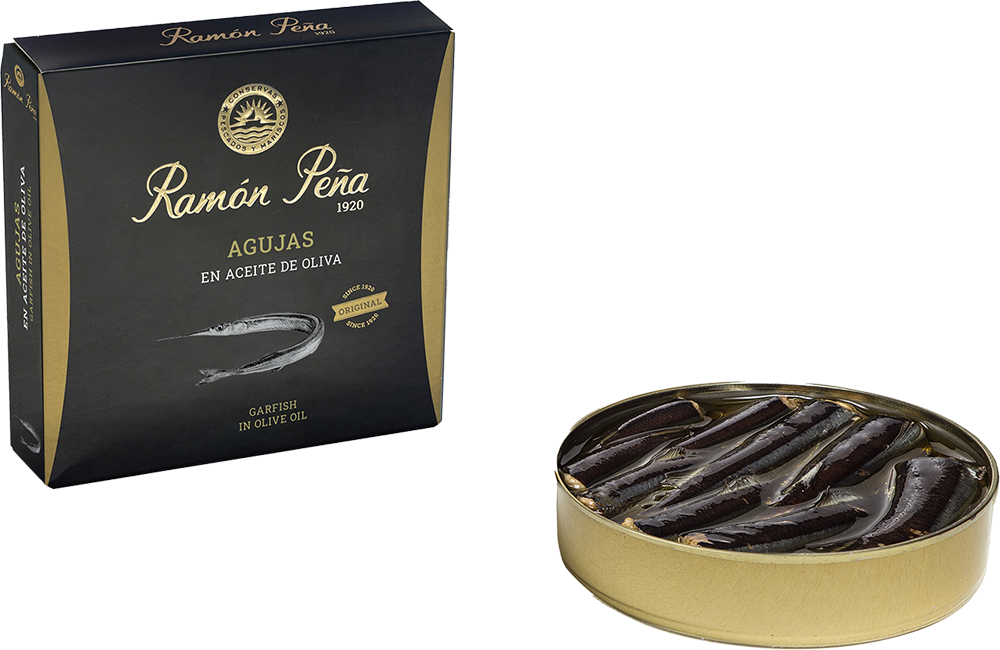 Ramón Peña
1920
CONSERVAS
PESCADOS Y MARISCOS
Ramón Peña
1920
AGUJAS
EN ACEITE DE OLIVA
SINCE 1920
ORIGINAL
SINCE 1920
GARFISH
IN OLIVE OIL
Ramón Peña
1920
AGUJAS
EN ACEITE DE OLIVA
GARFISH IN OLIVE OIL